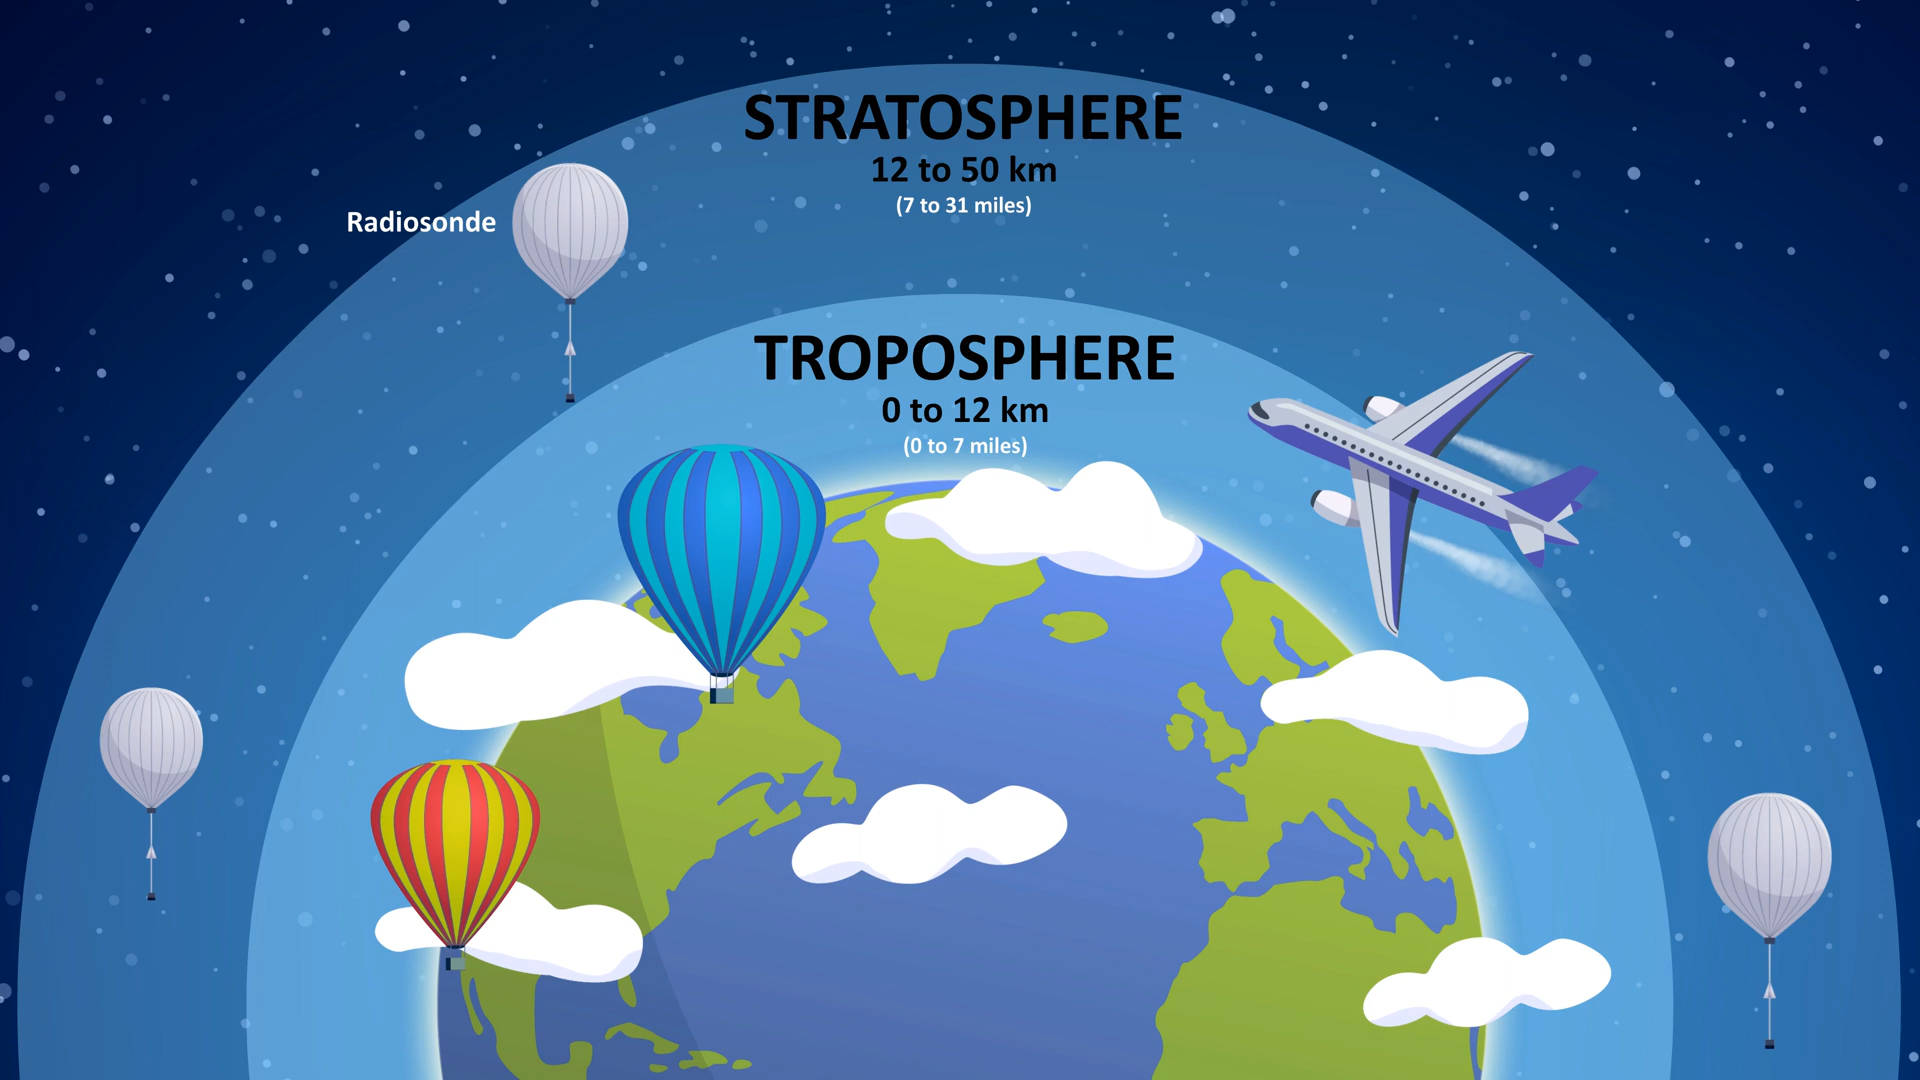 STRATOSPHERE
12 to 50 km
(7 to 31 miles)
Radiosonde
TROPOSPHERE
0 to 12 km
(0 to 7 miles)